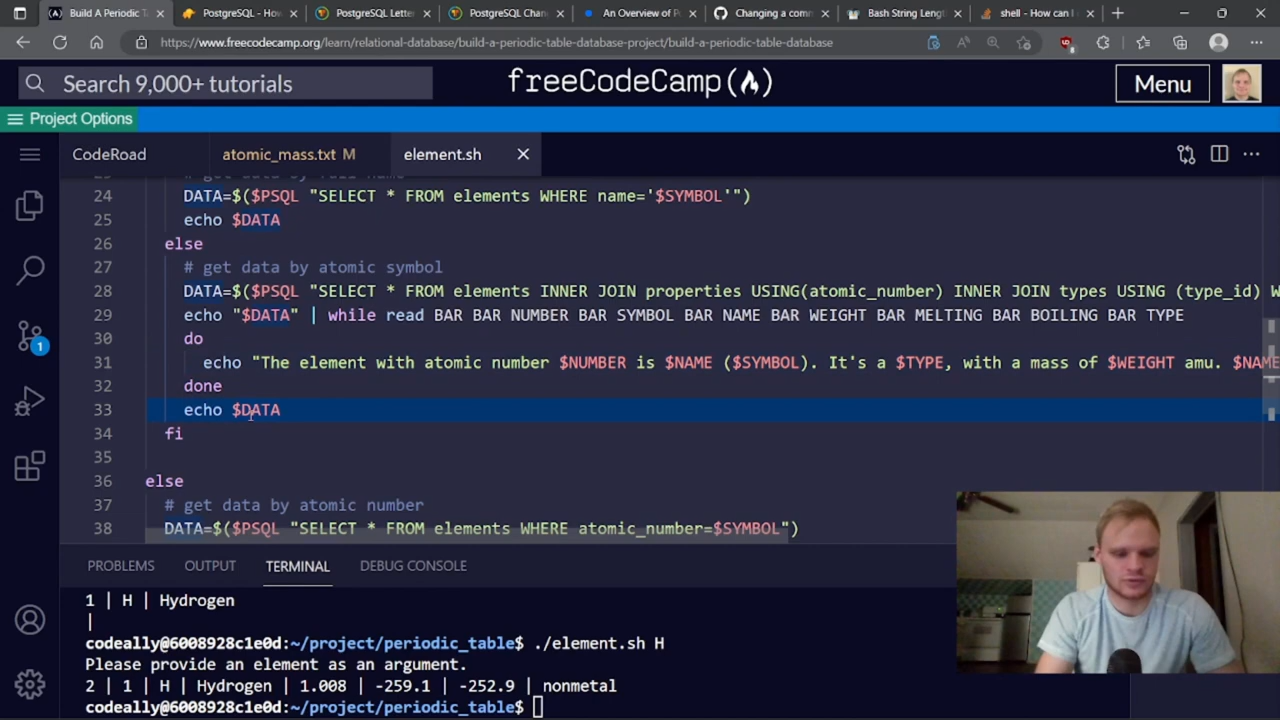 Build A Periodic T
PostgreSQL - How
PostgreSQL Lette
PostgreSQL Chan
An Overview of P
Changing a comm
Bash String Leng
shell - How can I
https://www.freecodecamp.org/learn/relational-database/build-a-periodic-table-database-project/build-a-periodic-table-database
Search 9,000+ tutorials
freeCodeCamp
Menu
Project Options
CodeRoad
atomic_mass.txt M
element.sh
24 DATA=$($PSQL "SELECT * FROM elements WHERE name='$SYMBOL'")
25 echo $DATA
26 else
27 # get data by atomic symbol
28 DATA=$($PSQL "SELECT * FROM elements INNER JOIN properties USING(atomic_number) INNER JOIN types USING (type_id) W
29 echo "$DATA" | while read BAR BAR NUMBER BAR SYMBOL BAR NAME BAR WEIGHT BAR MELTING BAR BOILING BAR TYPE
30 do
31 echo "The element with atomic number $NUMBER is $NAME ($SYMBOL). It's a $TYPE, with a mass of $WEIGHT amu. $NAME
32 done
33 echo $DATA
34 fi
35
36 else
37 # get data by atomic number
38 DATA=$($PSQL "SELECT * FROM elements WHERE atomic_number=$SYMBOL")
1
PROBLEMS OUTPUT TERMINAL DEBUG CONSOLE
1 | H | Hydrogen
|
codeally@6008928c1e0d:~/project/periodic_table$ ./element.sh H
Please provide an element as an argument.
2 | 1 | H | Hydrogen | 1.008 | -259.1 | -252.9 | nonmetal
codeally@6008928c1e0d:~/project/periodic_table$